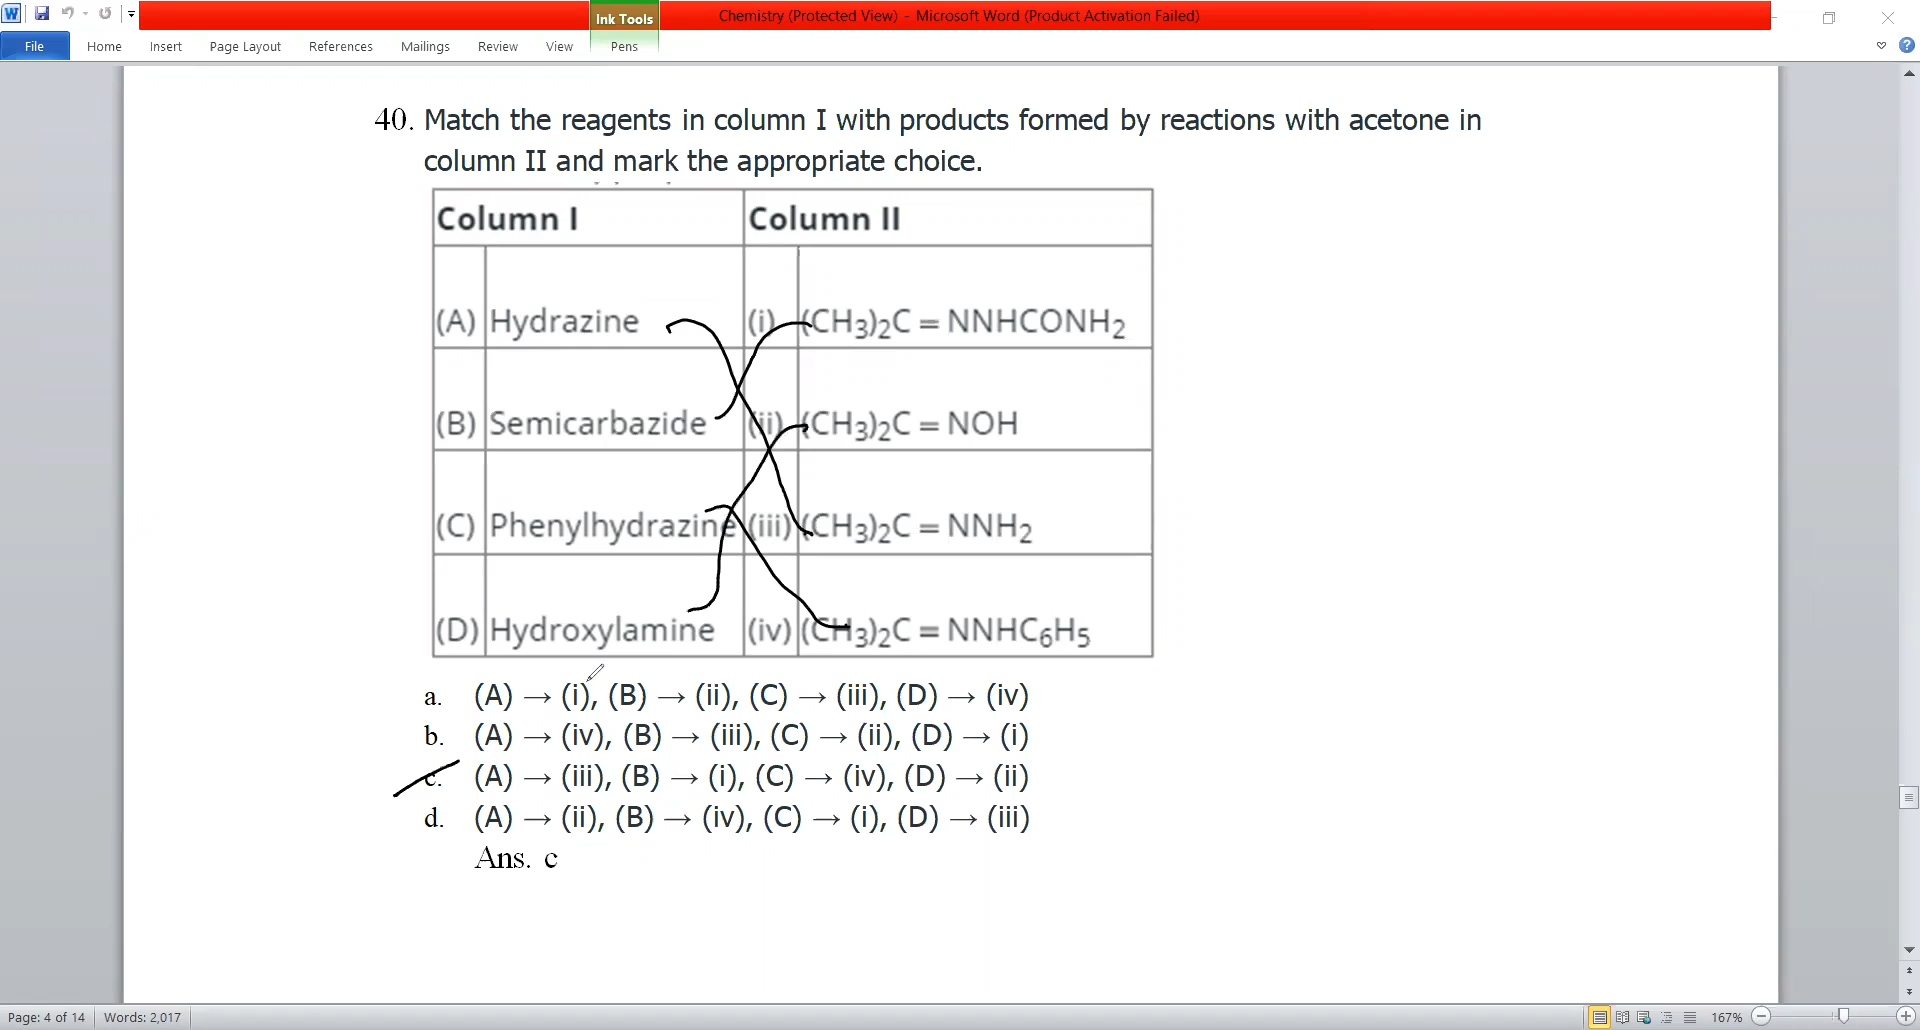 Chemistry (Protected View) - Microsoft Word (Product Activation Failed)
Ink Tools
File Home Insert Page Layout References Mailings Review View Pens
40. Match the reagents in column I with products formed by reactions with acetone in
column II and mark the appropriate choice.
Column I Column II
(A) Hydrazine (i) (CH₃)₂C = NNHCONH₂
(B) Semicarbazide (ii) (CH₃)₂C = NOH
(C) Phenylhydrazine (iii) (CH₃)₂C = NNH₂
(D) Hydroxylamine (iv) (CH₃)₂C = NNHC₆H₅
a. (A) → (i), (B) → (ii), (C) → (iii), (D) → (iv)
b. (A) → (iv), (B) → (iii), (C) → (ii), (D) → (i)
c. (A) → (iii), (B) → (i), (C) → (iv), (D) → (ii)
d. (A) → (ii), (B) → (iv), (C) → (i), (D) → (iii)
Ans. c
Page: 4 of 14 Words: 2,017 167%